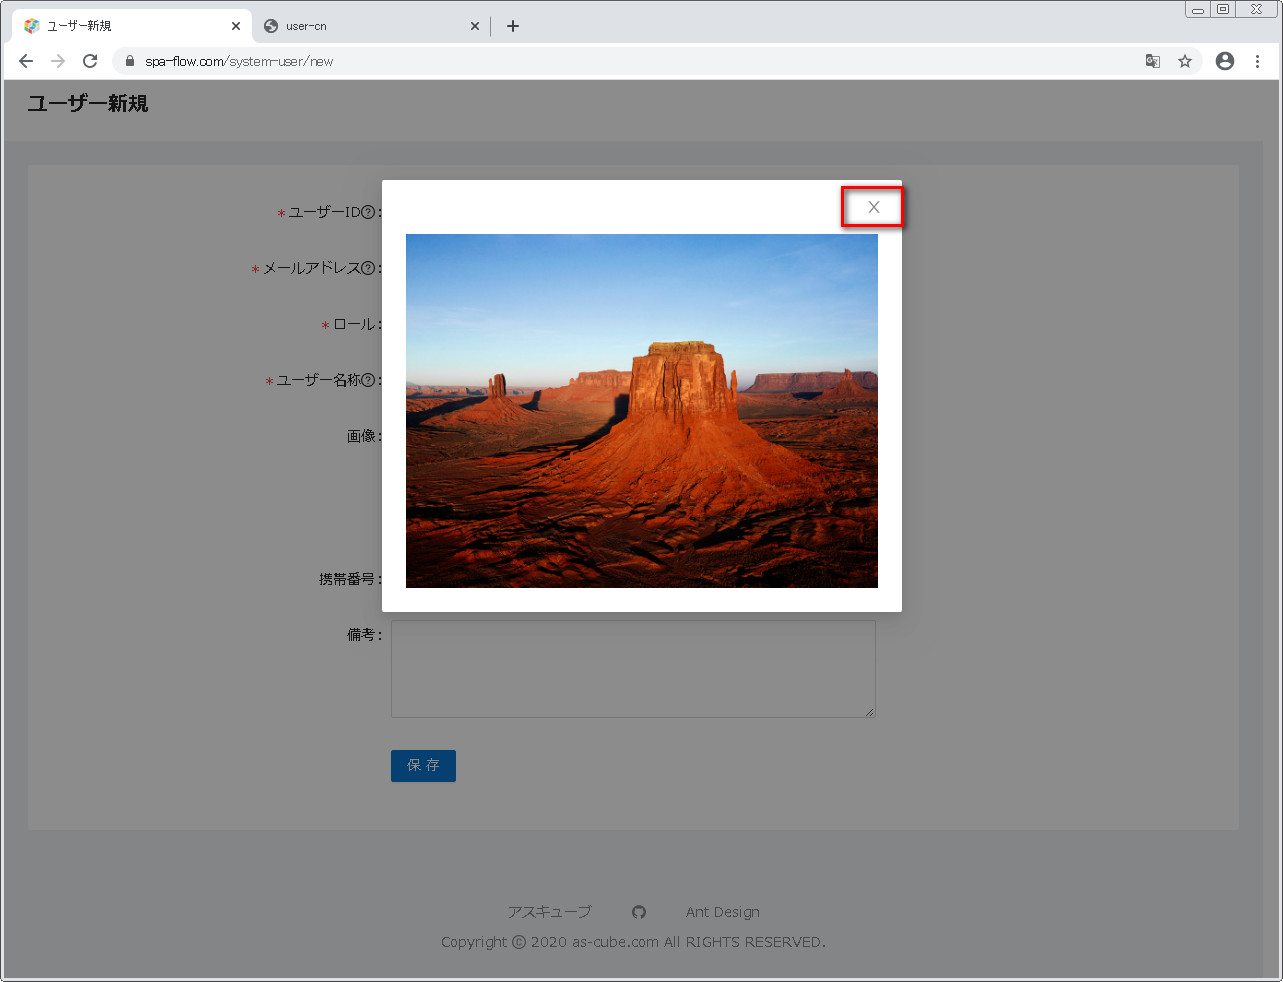 ユーザー新規
user-cn
spa-flow.com/system-user/new
ユーザー新規
* ユーザーID? :
* メールアドレス? :
* ロール :
* ユーザー名称? :
画像 :
携帯番号 :
備考 :
保 存
アスキューブ Ant Design
Copyright © 2020 as-cube.com All RIGHTS RESERVED.